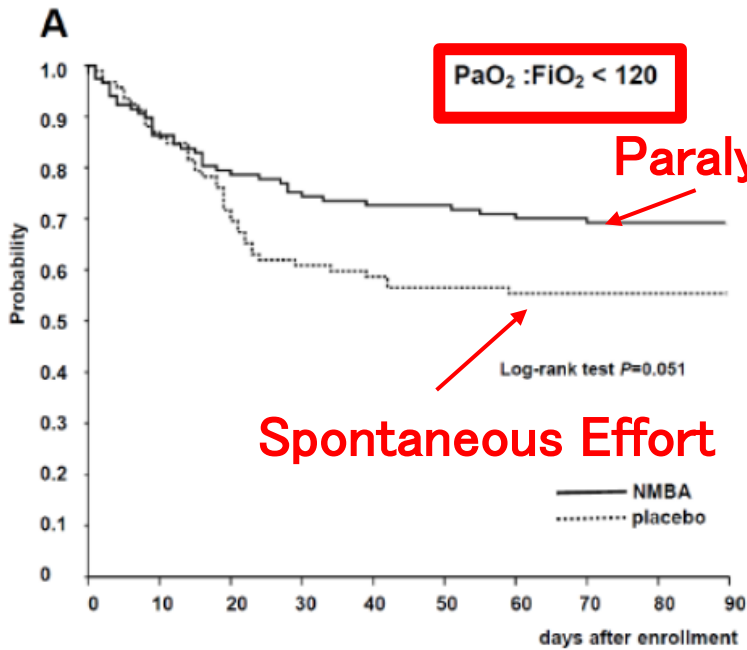 A
PaO₂ :FiO₂ < 120
1.0
0.9
0.8
0.7
0.6
0.5
0.4
0.3
0.2
0.1
0
Probability
Paraly
Log-rank test P=0.051
Spontaneous Effort
NMBA
placebo
0 10 20 30 40 50 60 70 80 90
days after enrollment